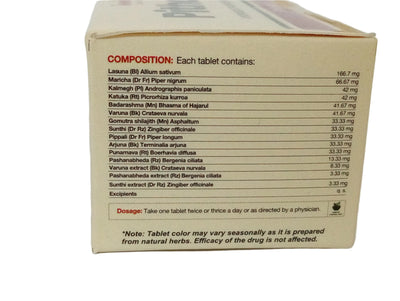 COMPOSITION: Each tablet contains:
Lasuna (Bl) Allium sativum 166.7 mg
Maricha (Dr Fr) Piper nigrum 66.67 mg
Kalmegh (Pl) Andrographis paniculata 42 mg
Katuka (Rt) Picrorhiza kurroa 42 mg
Badarashma (Mn) Bhasma of Hajarul 41.67 mg
Varuna (Bk) Crataeva nurvala 41.67 mg
Gomutra shilajith (Mn) Asphaltum 33.33 mg
Sunthi (Dr Rz) Zingiber officinale 33.33 mg
Pippali (Dr Fr) Piper longum 33.33 mg
Arjuna (Bk) Terminalia arjuna 33.33 mg
Punarnava (Rt) Boerhavia diffusa 33.33 mg
Pashanabheda (Rz) Bergenia ciliata 13.33 mg
Varuna extract (Bk) Crataeva nurvala 8.33 mg
Pashanabheda extract (Rz) Bergenia ciliata 3.33 mg
Sunthi extract (Dr Rz) Zingiber officinale 3.33 mg
Excipients q. s.
Dosage: Take one tablet twice or thrice a day or as directed by a physician.
*Note: Tablet color may vary seasonally as it is prepared
from natural herbs. Efficacy of the drug is not affected.